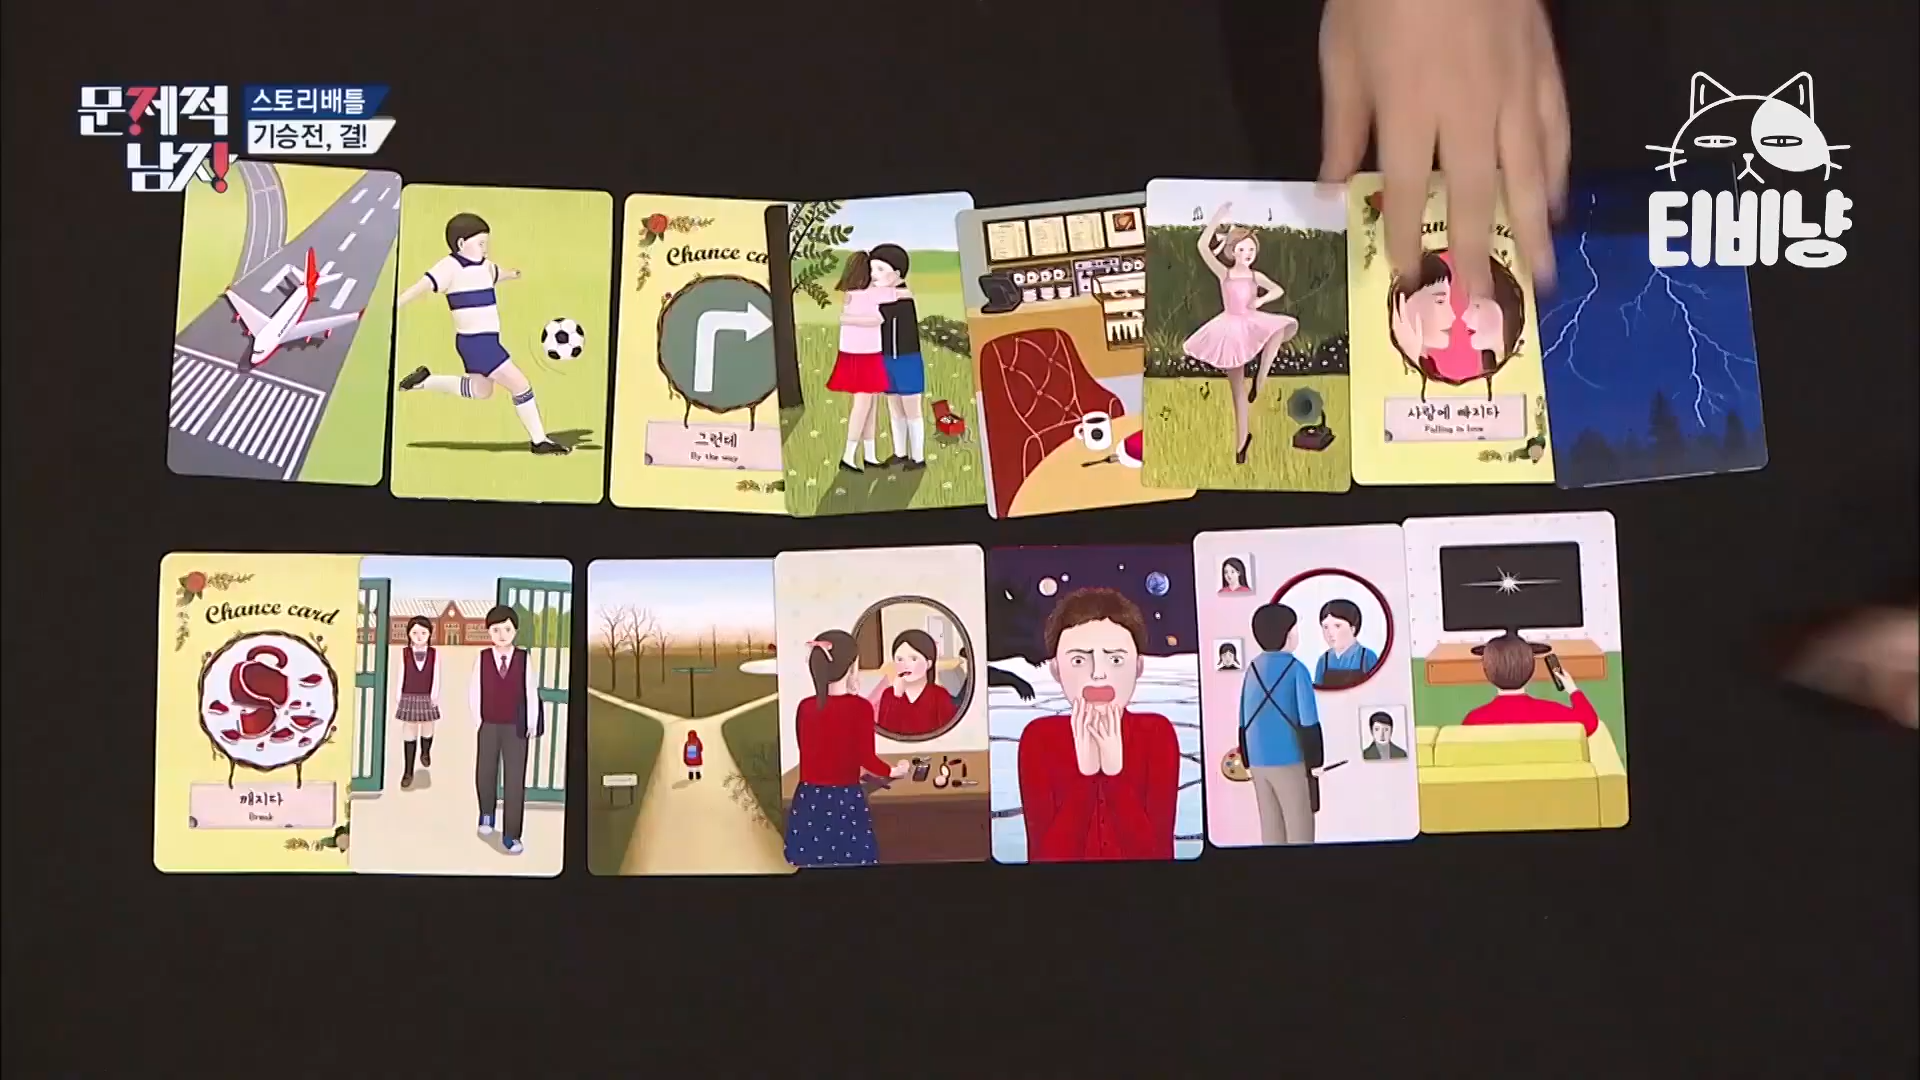 문제적
남자!
스토리배틀
기승전, 결!
티비냥
Chance ca
그런데
By the way
사랑에 빠지다
Falling in love
Chance card
깨지다
Break